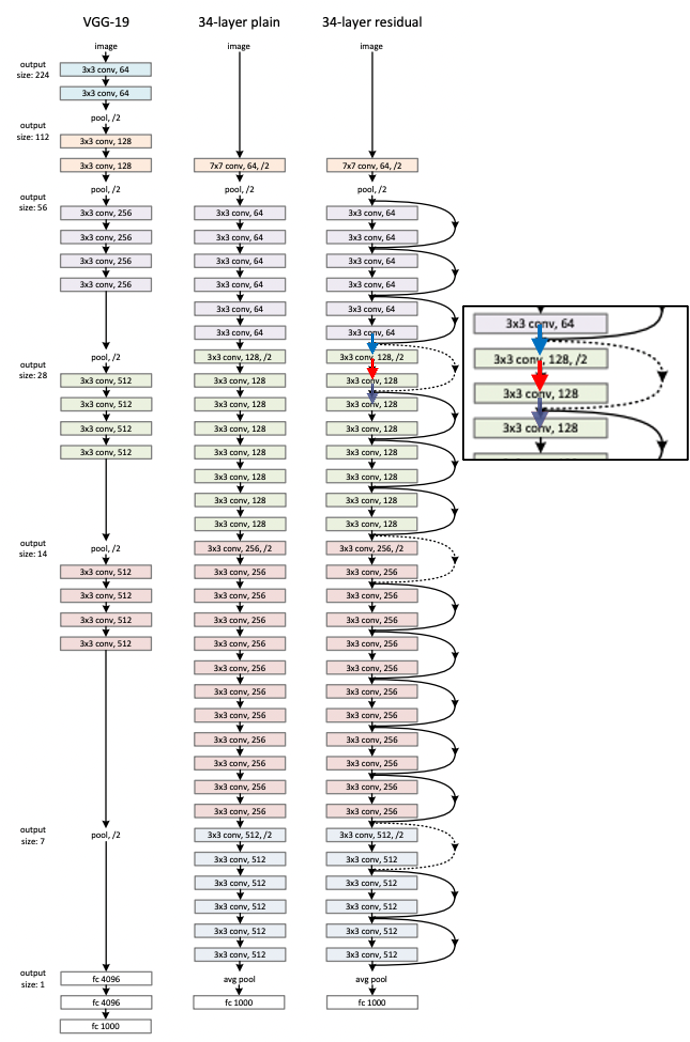 VGG-19
34-layer plain
34-layer residual
output
size: 224
output
size: 112
output
size: 56
output
size: 28
output
size: 14
output
size: 7
output
size: 1
image
3x3 conv, 64
3x3 conv, 64
pool, /2
3x3 conv, 128
3x3 conv, 128
pool, /2
3x3 conv, 256
3x3 conv, 256
3x3 conv, 256
3x3 conv, 256
pool, /2
3x3 conv, 512
3x3 conv, 512
3x3 conv, 512
3x3 conv, 512
pool, /2
3x3 conv, 512
3x3 conv, 512
3x3 conv, 512
3x3 conv, 512
pool, /2
fc 4096
fc 4096
fc 1000
image
7x7 conv, 64, /2
pool, /2
3x3 conv, 64
3x3 conv, 64
3x3 conv, 64
3x3 conv, 64
3x3 conv, 64
3x3 conv, 64
3x3 conv, 128, /2
3x3 conv, 128
3x3 conv, 128
3x3 conv, 128
3x3 conv, 128
3x3 conv, 128
3x3 conv, 128
3x3 conv, 128
3x3 conv, 256, /2
3x3 conv, 256
3x3 conv, 256
3x3 conv, 256
3x3 conv, 256
3x3 conv, 256
3x3 conv, 256
3x3 conv, 256
3x3 conv, 256
3x3 conv, 256
3x3 conv, 256
3x3 conv, 256
3x3 conv, 512, /2
3x3 conv, 512
3x3 conv, 512
3x3 conv, 512
3x3 conv, 512
3x3 conv, 512
avg pool
fc 1000
image
7x7 conv, 64, /2
pool, /2
3x3 conv, 64
3x3 conv, 64
3x3 conv, 64
3x3 conv, 64
3x3 conv, 64
3x3 conv, 64
3x3 conv, 128, /2
3x3 conv, 128
3x3 conv, 128
3x3 conv, 128
3x3 conv, 128
3x3 conv, 128
3x3 conv, 128
3x3 conv, 128
3x3 conv, 256, /2
3x3 conv, 256
3x3 conv, 256
3x3 conv, 256
3x3 conv, 256
3x3 conv, 256
3x3 conv, 256
3x3 conv, 256
3x3 conv, 256
3x3 conv, 256
3x3 conv, 256
3x3 conv, 256
3x3 conv, 512, /2
3x3 conv, 512
3x3 conv, 512
3x3 conv, 512
3x3 conv, 512
3x3 conv, 512
avg pool
fc 1000
3x3 conv, 64
3x3 conv, 128, /2
3x3 conv, 128
3x3 conv, 128